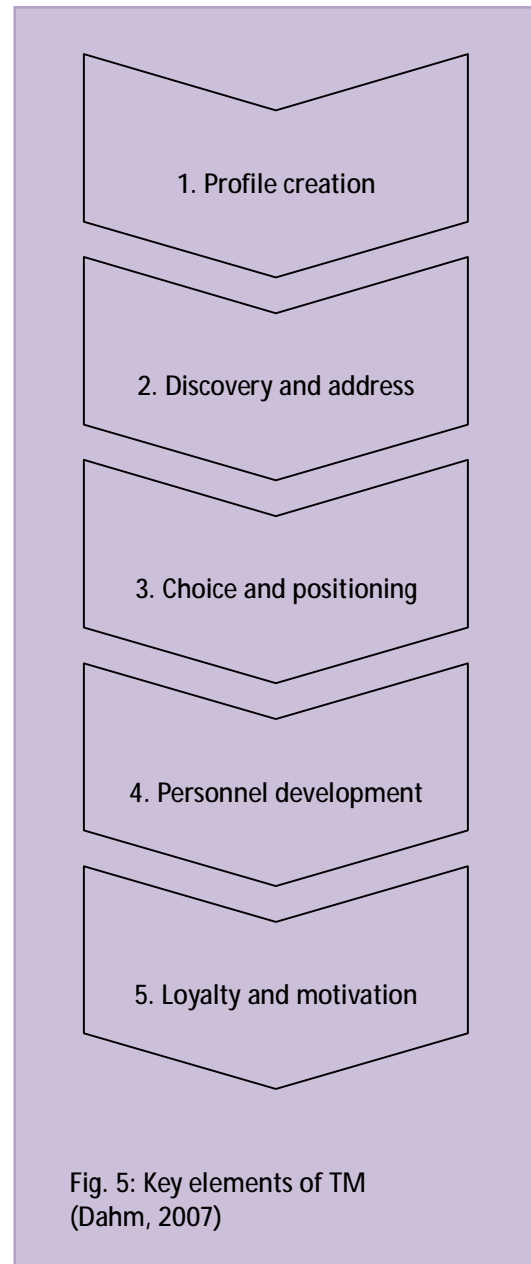 1. Profile creation
2. Discovery and address
3. Choice and positioning
4. Personnel development
5. Loyalty and motivation
Fig. 5: Key elements of TM
(Dahm, 2007)